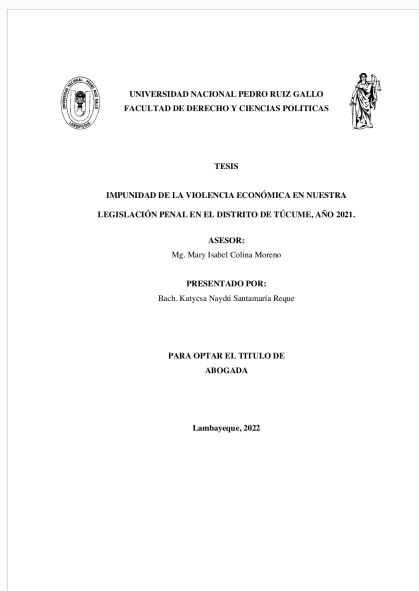 UNIVERSIDAD NACIONAL PEDRO RUIZ GALLO
FACULTAD DE DERECHO Y CIENCIAS POLITICAS
TESIS
IMPUNIDAD DE LA VIOLENCIA ECONÓMICA EN NUESTRA
LEGISLACIÓN PENAL EN EL DISTRITO DE TÚCUME, AÑO 2021.
ASESOR:
Mg. Mary Isabel Colina Moreno
PRESENTADO POR:
Bach. Katycsa Naydú Santamaría Reque
PARA OPTAR EL TITULO DE
ABOGADA
Lambayeque, 2022